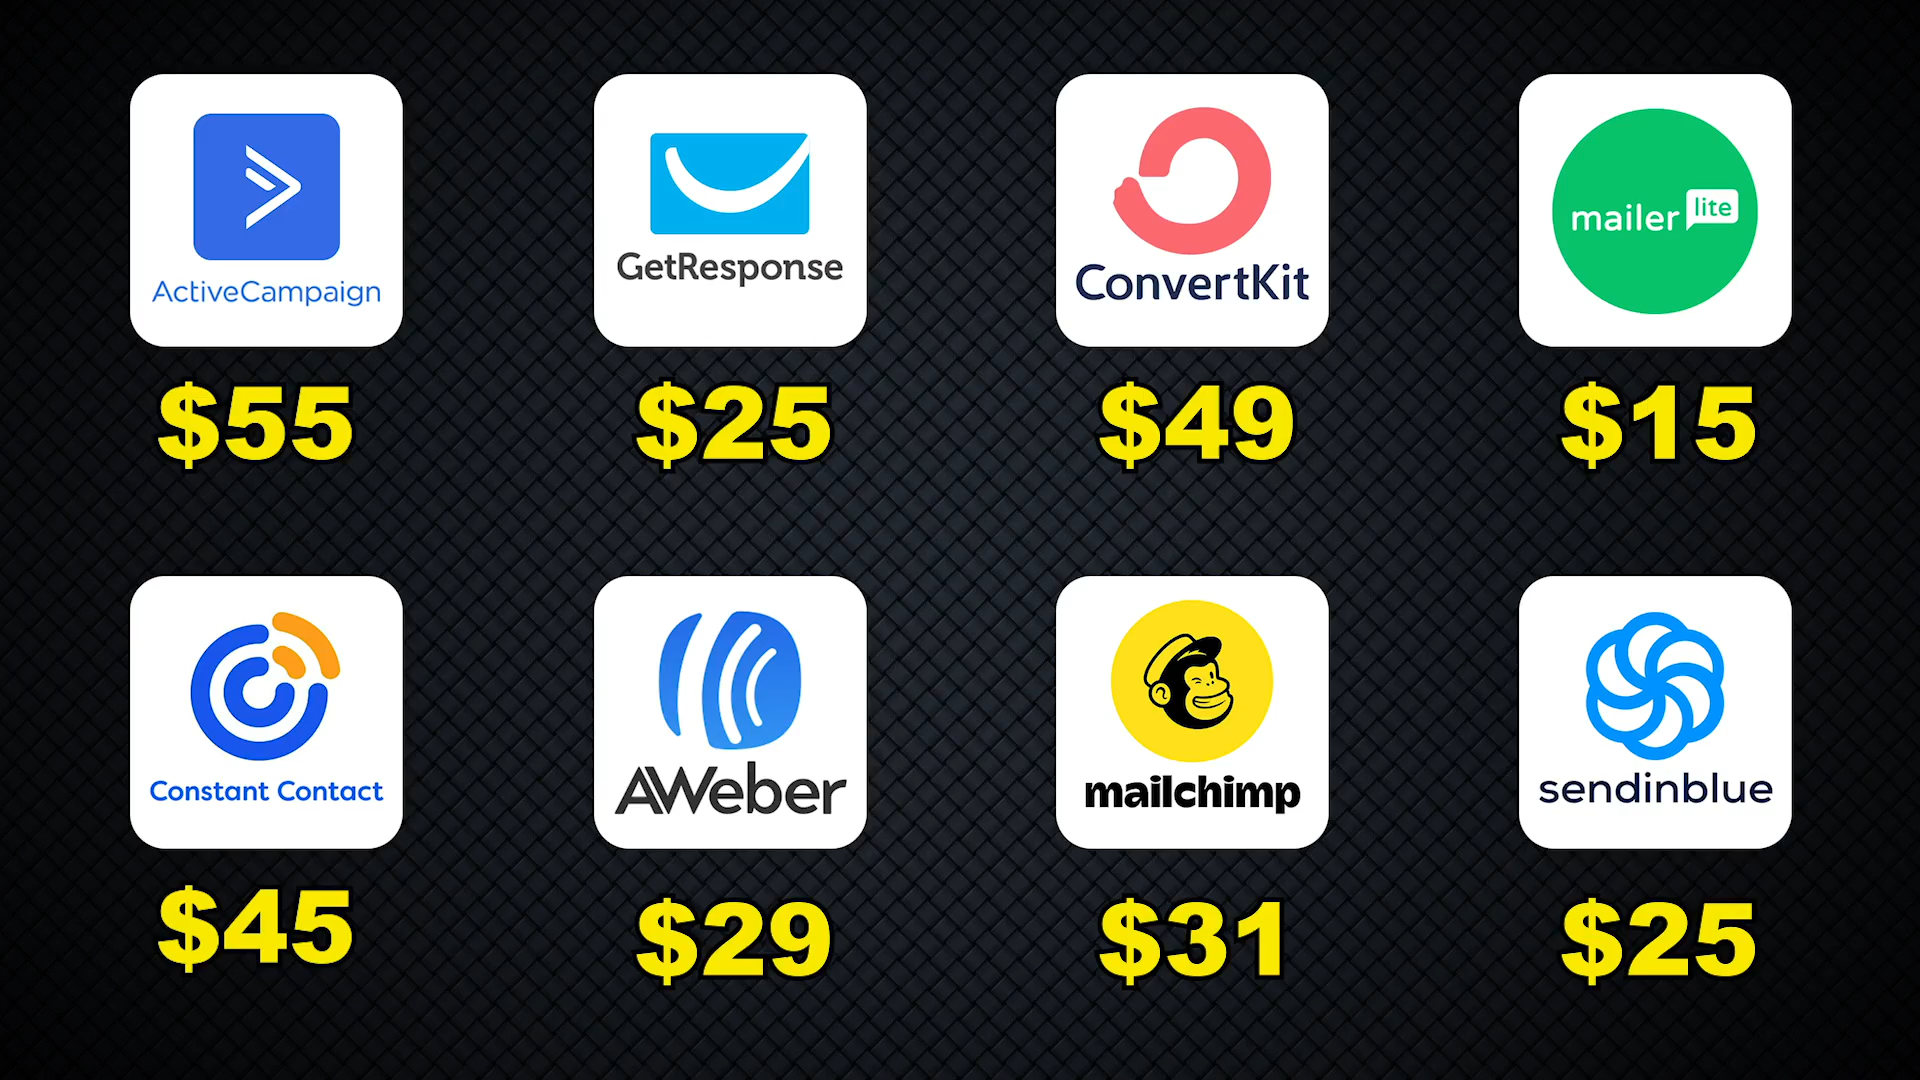 ActiveCampaign
GetResponse
ConvertKit
mailer lite
$55
$25
$49
$15
Constant Contact
AWeber
mailchimp
sendinblue
$45
$29
$31
$25